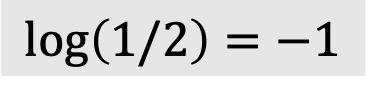 log(1/2) = −1